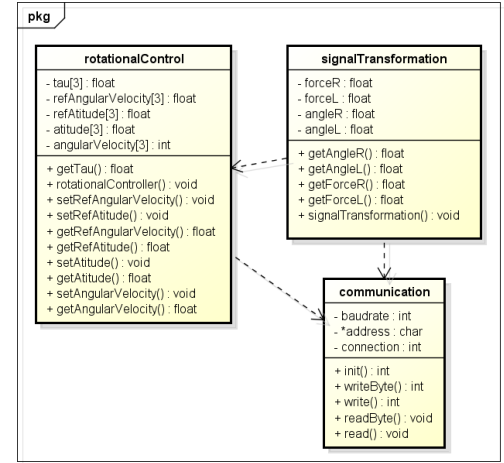 pkg
rotationalControl
- tau[3] : float
- refAngularVelocity[3] : float
- refAtitude[3] : float
- atitude[3] : float
- angularVelocity[3] : int
+ getTau() : float
+ rotationalController() : void
+ setRefAngularVelocity() : void
+ setRefAtitude() : void
+ getRefAngularVelocity() : float
+ getRefAtitude() : float
+ setAtitude() : void
+ getAtitude() : float
+ setAngularVelocity() : void
+ getAngularVelocity() : float
signalTransformation
- forceR : float
- forceL : float
- angleR : float
- angleL : float
+ getAngleR() : float
+ getAngleL() : float
+ getForceR() : float
+ getForceL() : float
+ signalTransformation() : void
communication
- baudrate : int
- *address : char
- connection : int
+ init() : int
+ writeByte() : int
+ write() : int
+ readByte() : void
+ read() : void